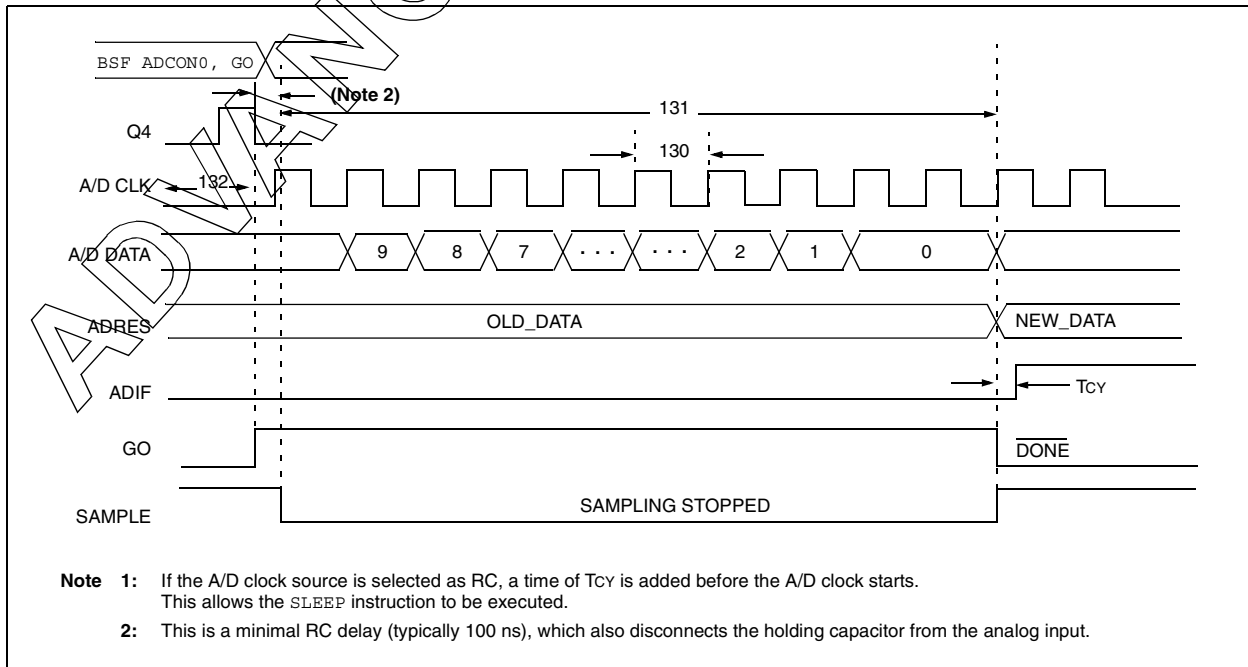 BSF ADCON0, GO
(Note 2)
131
Q4
130
A/D CLK
132
A/D DATA
9 8 7 . . . . . . 2 1 0
ADRES
OLD_DATA
NEW_DATA
ADIF
TCY
GO
DONE
SAMPLE
SAMPLING STOPPED
Note 1: If the A/D clock source is selected as RC, a time of TCY is added before the A/D clock starts.
This allows the SLEEP instruction to be executed.
2: This is a minimal RC delay (typically 100 ns), which also disconnects the holding capacitor from the analog input.